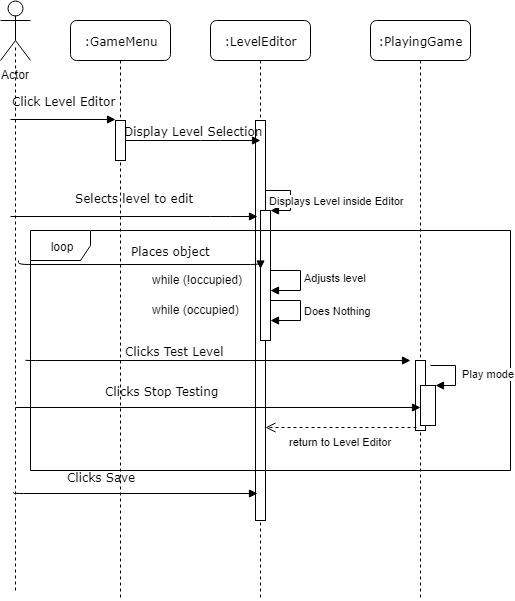 :GameMenu
:LevelEditor
:PlayingGame
Actor
Click Level Editor
Display Level Selection
Selects level to edit
Displays Level inside Editor
loop
Places object
while (!occupied)
Adjusts level
while (occupied)
Does Nothing
Clicks Test Level
Play mode
Clicks Stop Testing
return to Level Editor
Clicks Save